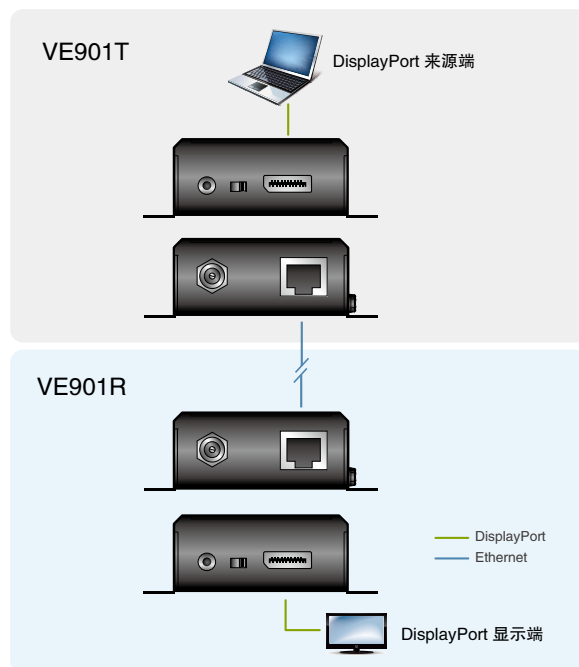 VE901T
DisplayPort 来源端
VE901R
DisplayPort
Ethernet
DisplayPort 显示端